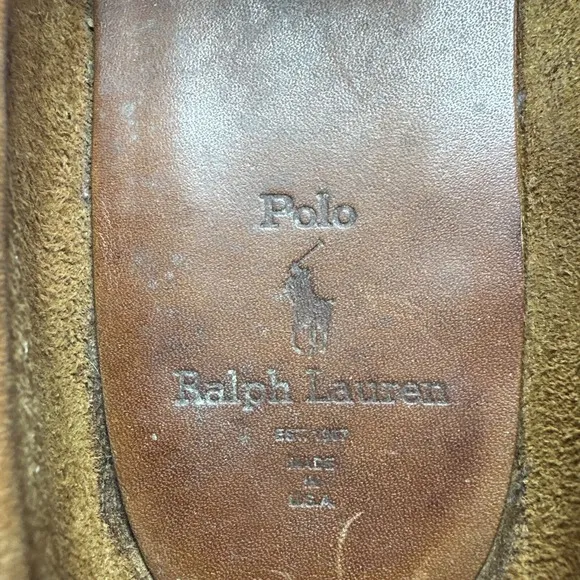 Polo
Ralph Lauren
EST. 1967
MADE
IN
U.S.A.